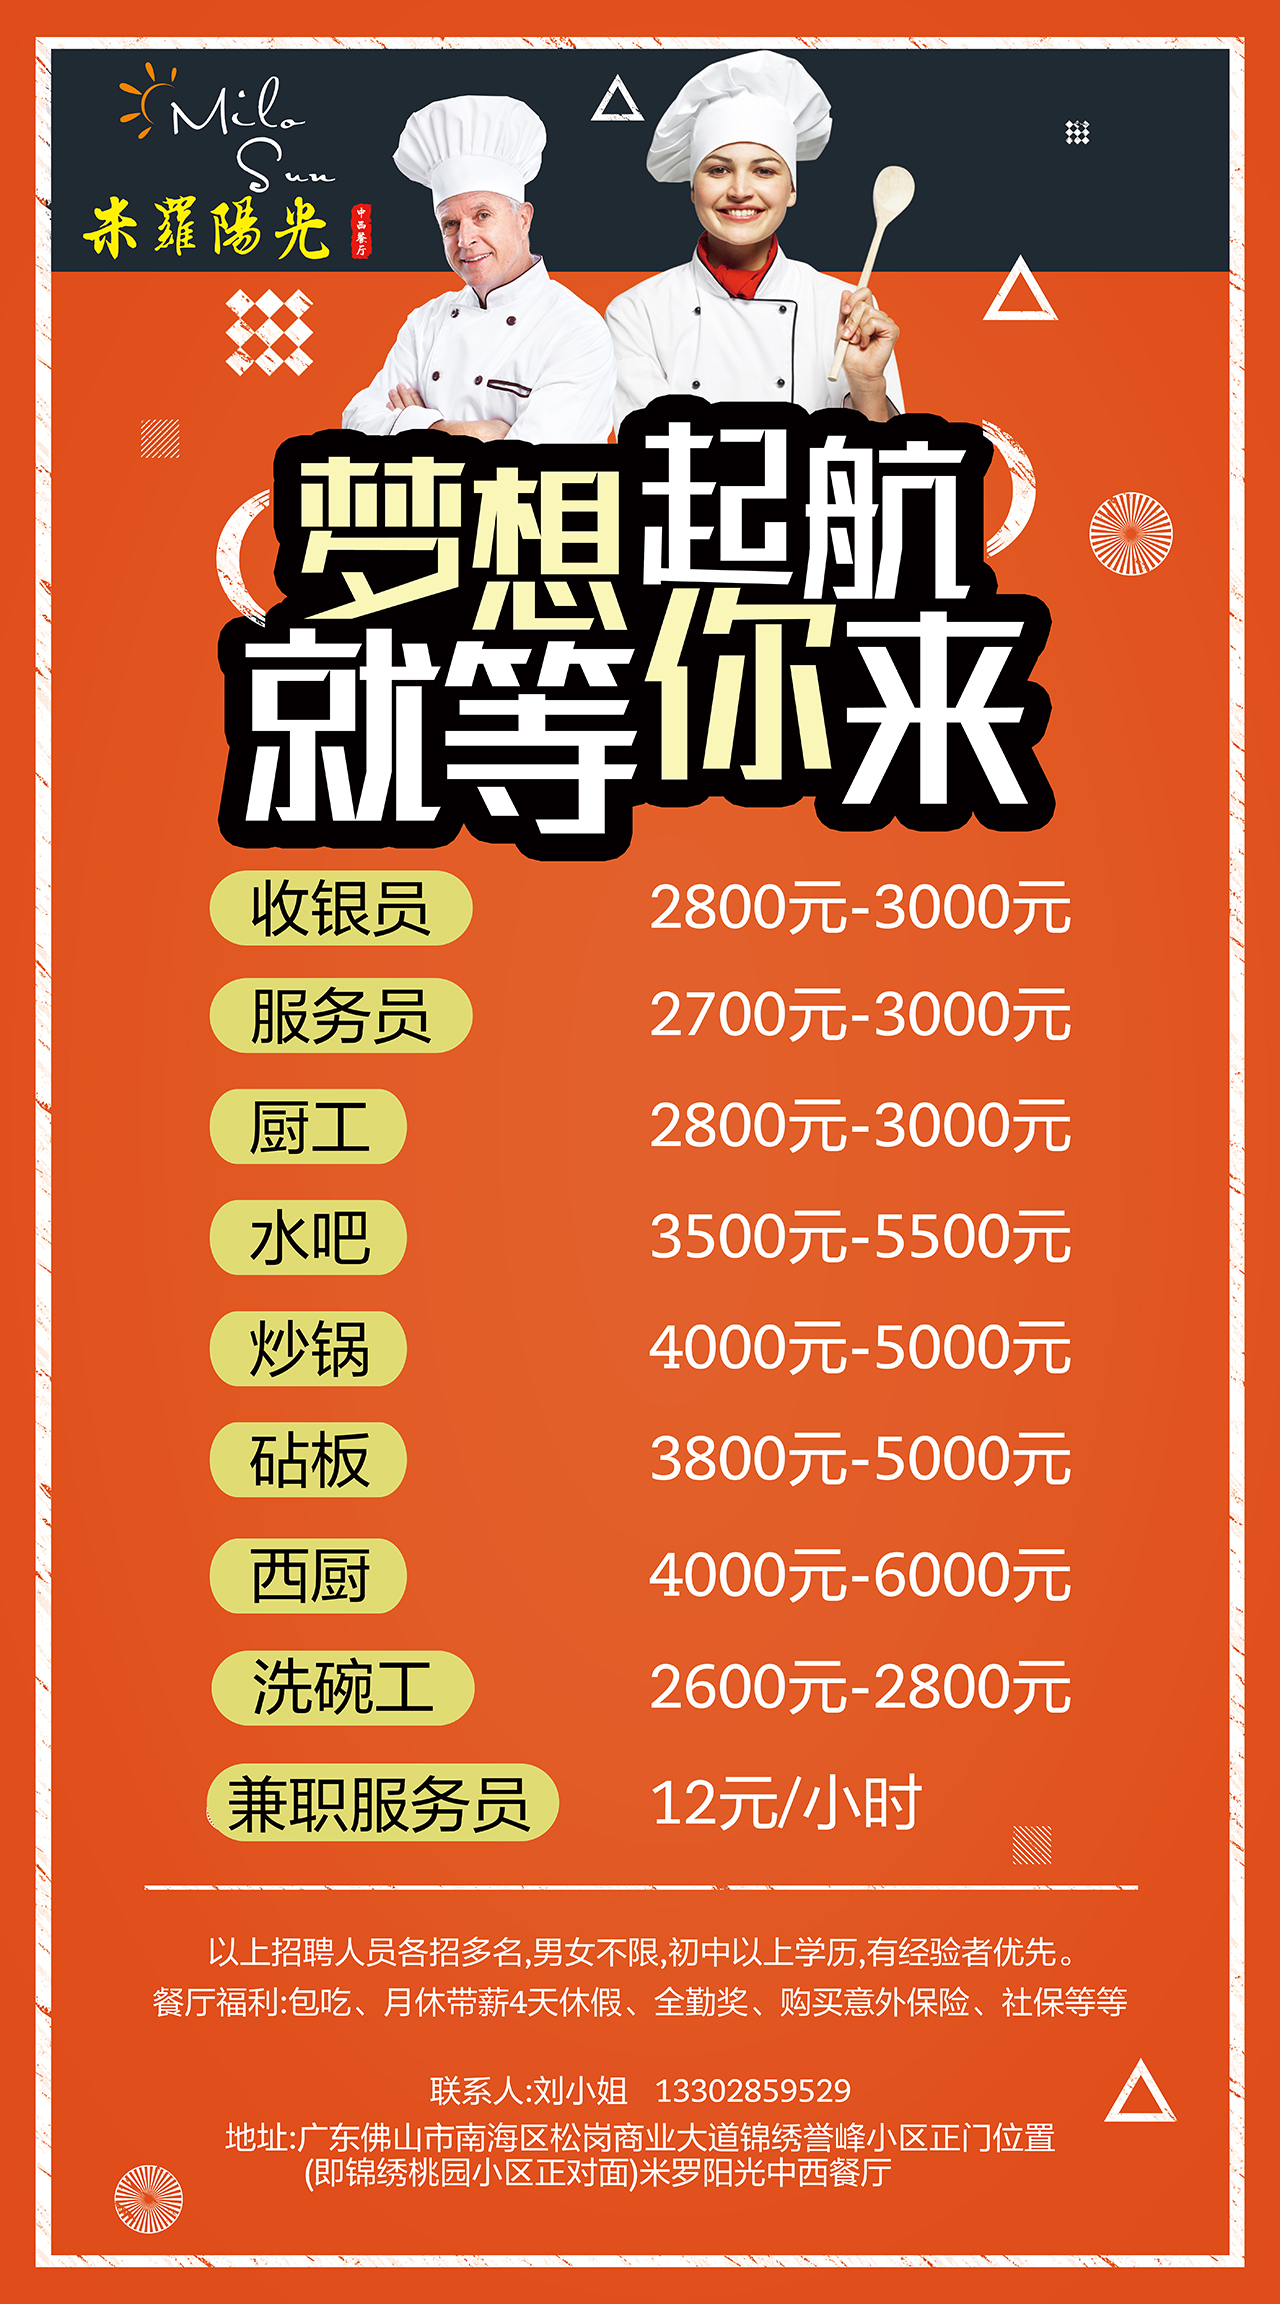 Milo
Sun
米羅陽光
中西餐厅
梦想起航
就等你来
收银员 2800元-3000元
服务员 2700元-3000元
厨工 2800元-3000元
水吧 3500元-5500元
炒锅 4000元-5000元
砧板 3800元-5000元
西厨 4000元-6000元
洗碗工 2600元-2800元
兼职服务员 12元/小时
以上招聘人员各招多名,男女不限,初中以上学历,有经验者优先。
餐厅福利:包吃、月休带薪4天休假、全勤奖、购买意外保险、社保等等
联系人:刘小姐 13302859529
地址:广东佛山市南海区松岗商业大道锦绣誉峰小区正门位置
(即锦绣桃园小区正对面)米罗阳光中西餐厅